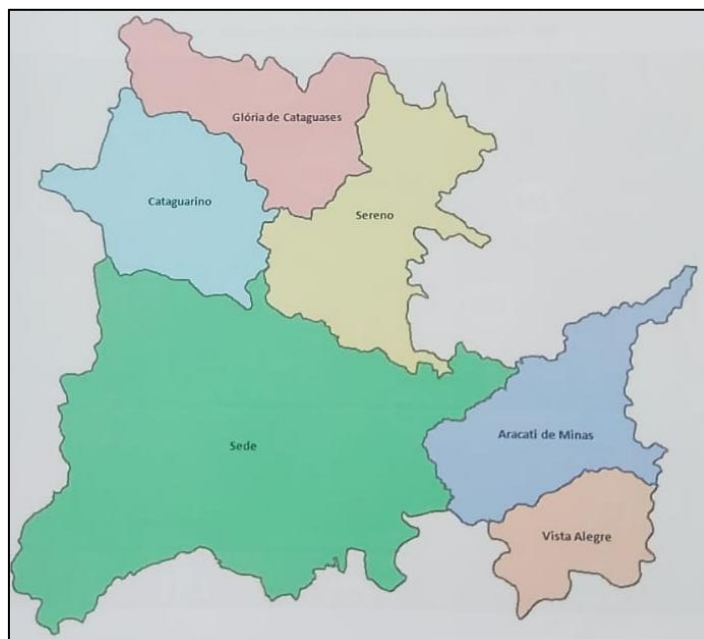 Glória de Cataguases
Cataguarino
Sereno
Aracati de Minas
Sede
Vista Alegre